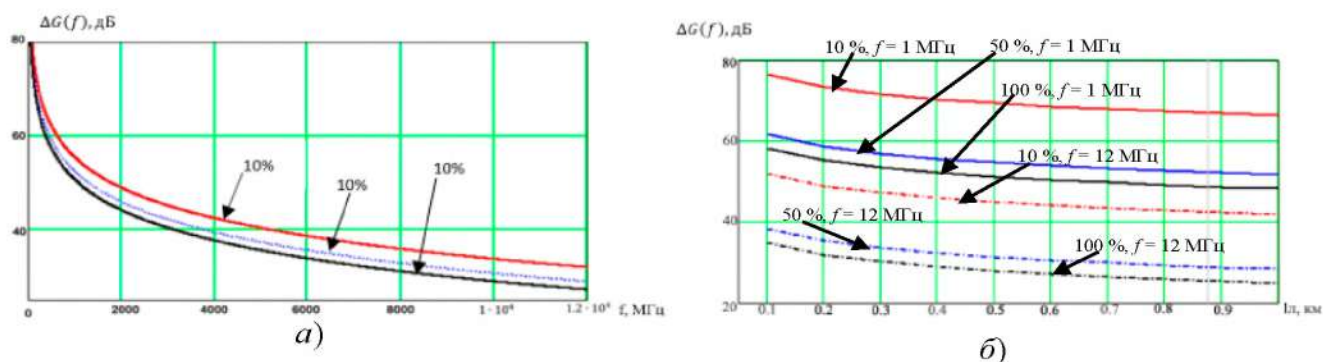 ΔG(f), дБ
80
60
40
10%
10%
10%
0
2000
4000
6000
8000
1·10⁴
1.2·10⁴
f, МГц
а)
ΔG(f), дБ
10 %, f = 1 МГц
50 %, f = 1 МГц
100 %, f = 1 МГц
10 %, f = 12 МГц
50 %, f = 12 МГц
100 %, f = 12 МГц
80
60
40
20
0.1
0.2
0.3
0.4
0.5
0.6
0.7
0.8
0.9
lл, км
б)